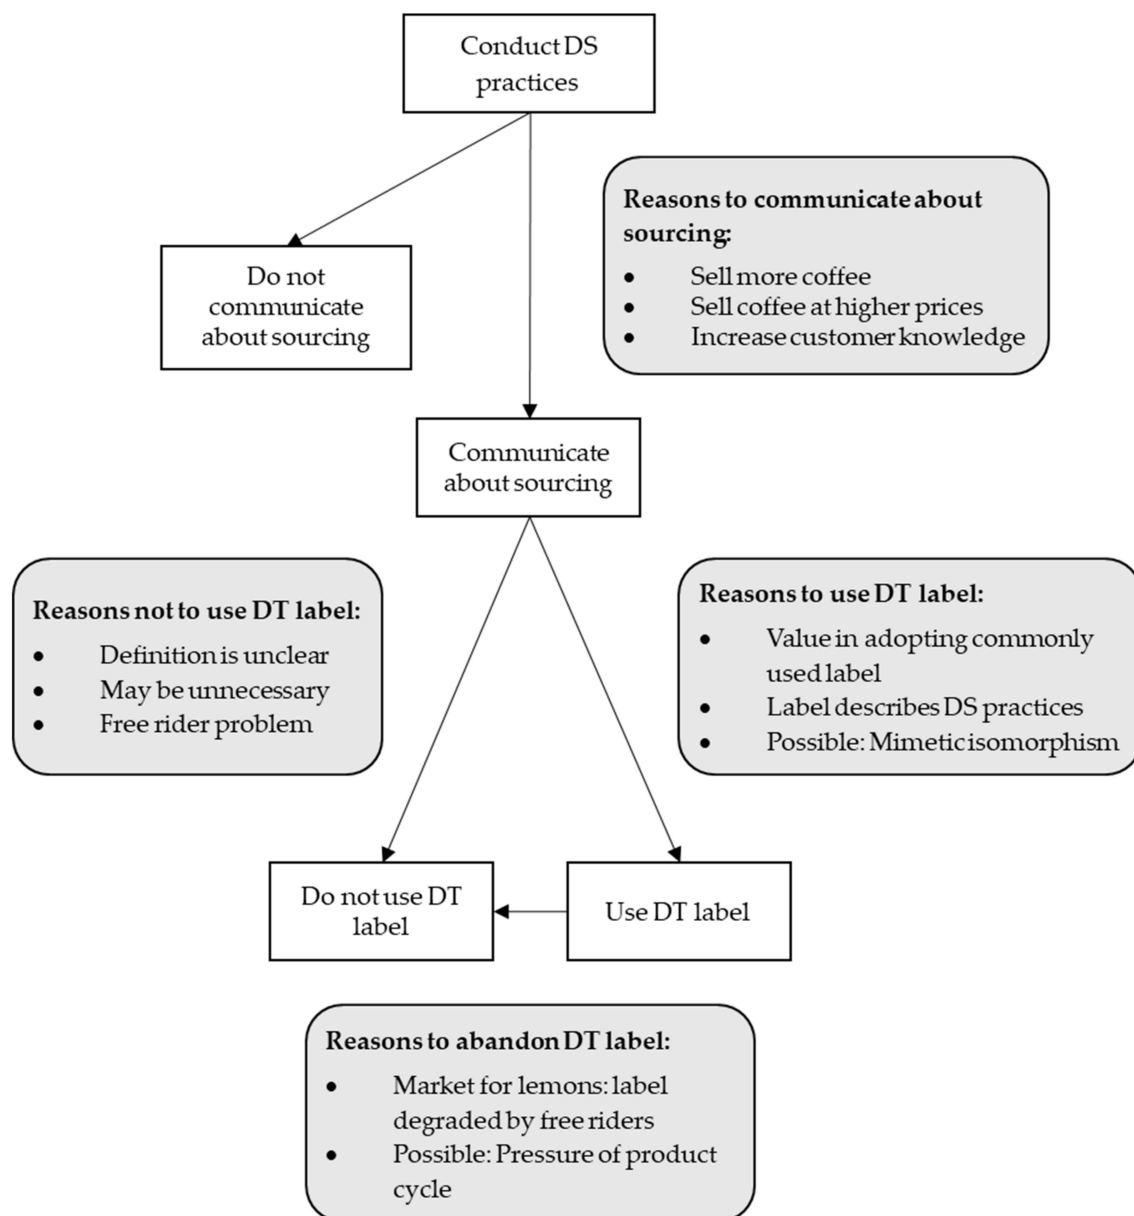 Conduct DS
practices
Reasons to communicate about
sourcing:
• Sell more coffee
• Sell coffee at higher prices
• Increase customer knowledge
Do not
communicate
about sourcing
Communicate
about sourcing
Reasons not to use DT label:
• Definition is unclear
• May be unnecessary
• Free rider problem
Reasons to use DT label:
• Value in adopting commonly
used label
• Label describes DS practices
• Possible: Mimetic isomorphism
Do not use DT
label
Use DT label
Reasons to abandon DT label:
• Market for lemons: label
degraded by free riders
• Possible: Pressure of product
cycle